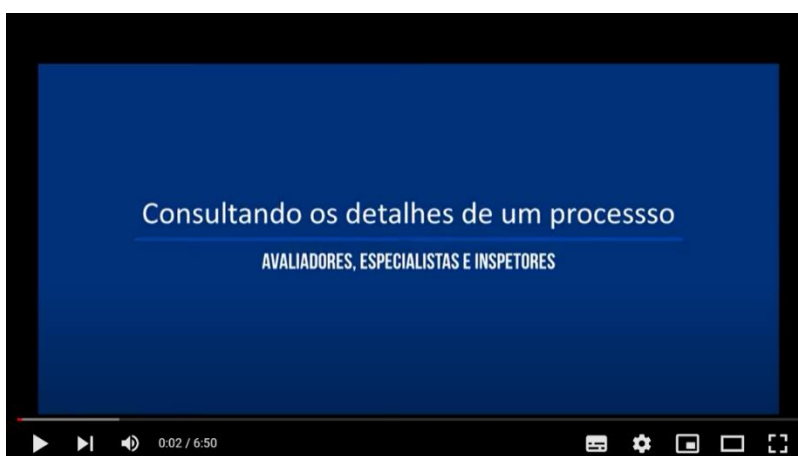 Consultando os detalhes de um processso
AVALIADORES, ESPECIALISTAS E INSPETORES
0:02 / 6:50